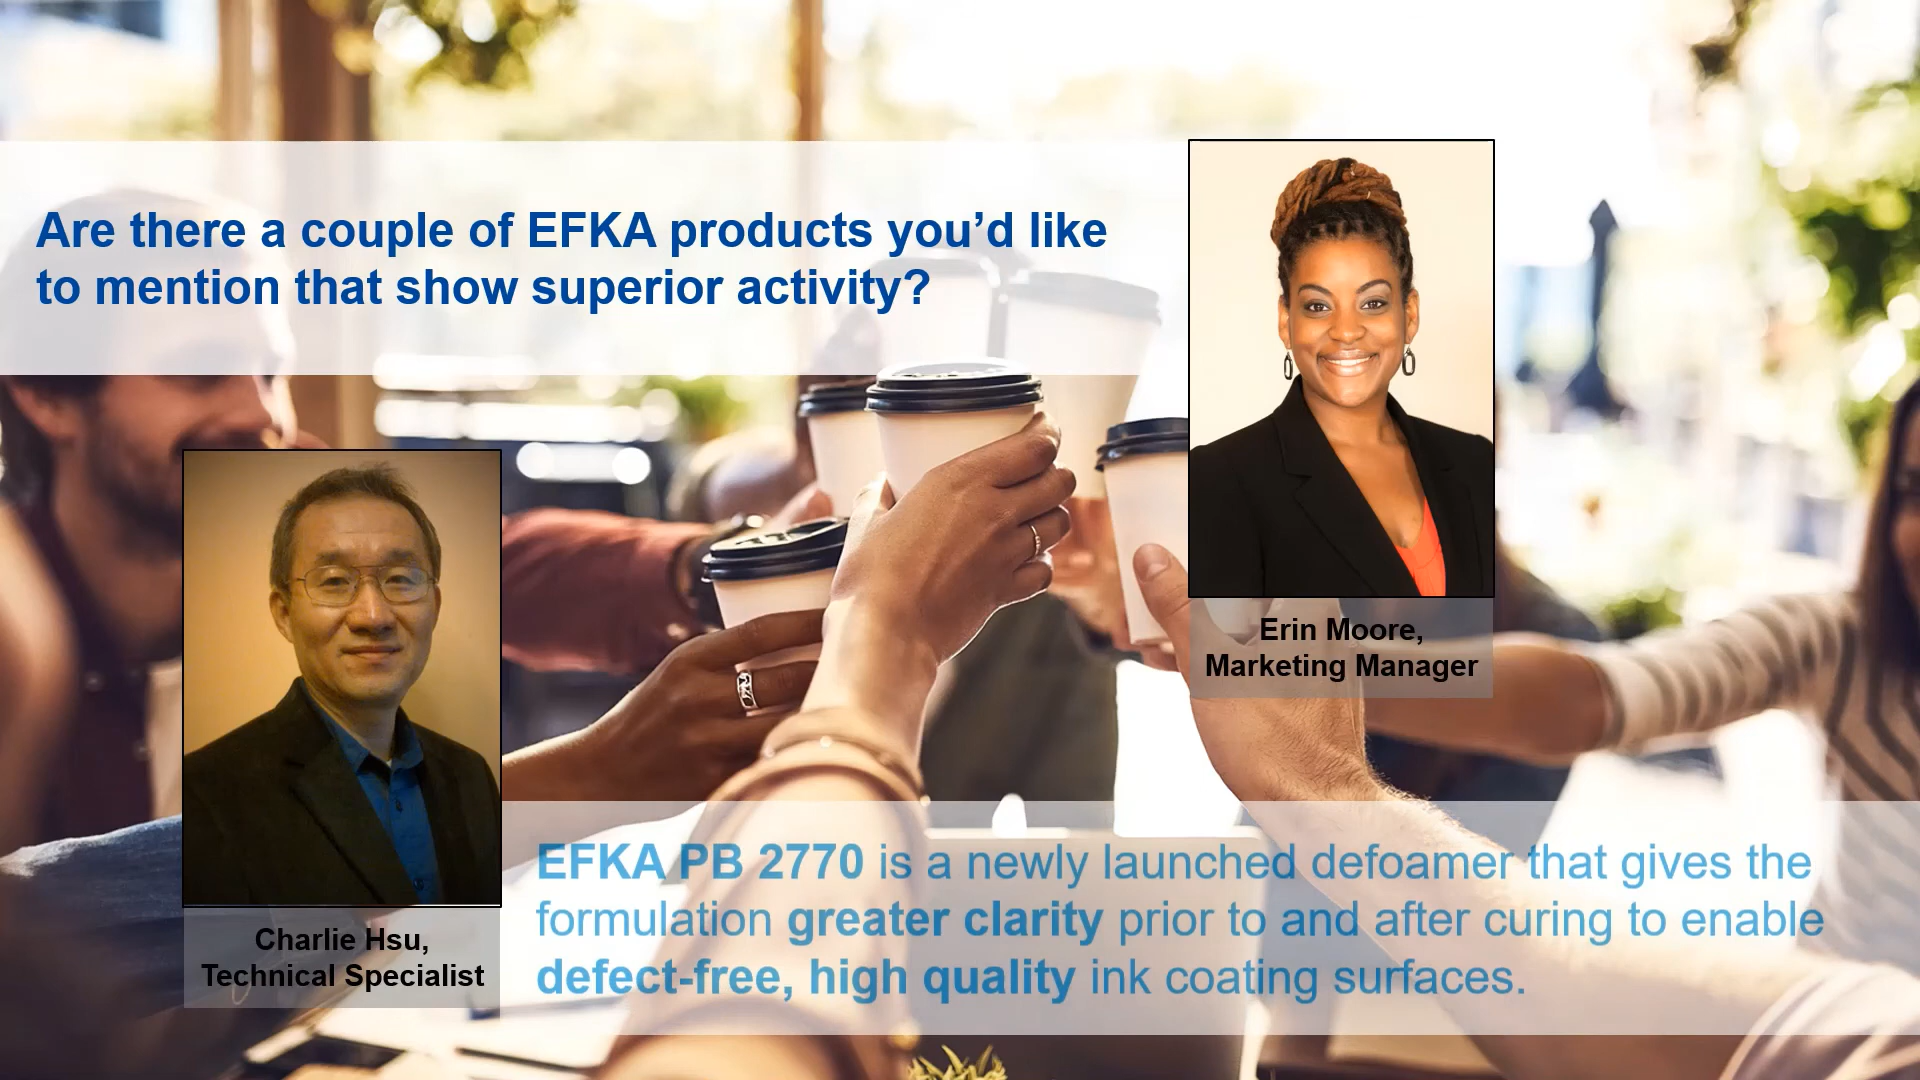 Are there a couple of EFKA products you’d like
to mention that show superior activity?
Erin Moore,
Marketing Manager
EFKA PB 2770 is a newly launched defoamer that gives the
formulation greater clarity prior to and after curing to enable
defect-free, high quality ink coating surfaces.
Charlie Hsu,
Technical Specialist